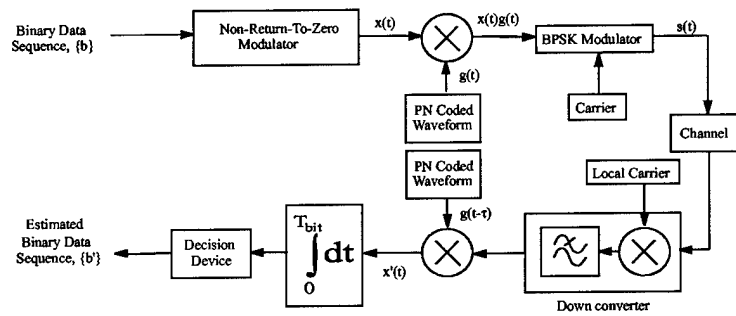 Binary Data
Sequence, {b}
Non-Return-To-Zero
Modulator
x(t)
x(t)g(t)
BPSK Modulator
s(t)
g(t)
PN Coded
Waveform
Carrier
Channel
PN Coded
Waveform
Local Carrier
g(t-τ)
Estimated
Binary Data
Sequence, {b'}
Decision
Device
Tbit
∫dt
0
x'(t)
Down converter